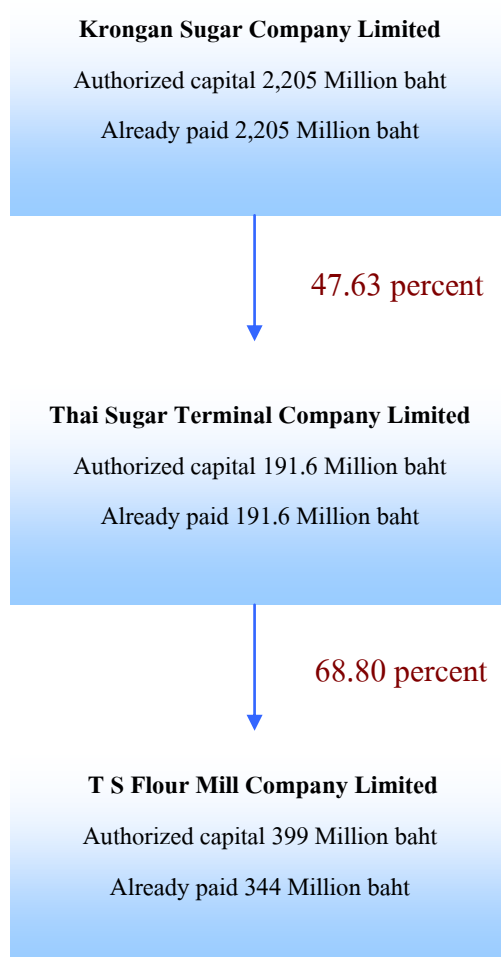 Krongan Sugar Company Limited
Authorized capital 2,205 Million baht
Already paid 2,205 Million baht
47.63 percent
Thai Sugar Terminal Company Limited
Authorized capital 191.6 Million baht
Already paid 191.6 Million baht
68.80 percent
T S Flour Mill Company Limited
Authorized capital 399 Million baht
Already paid 344 Million baht